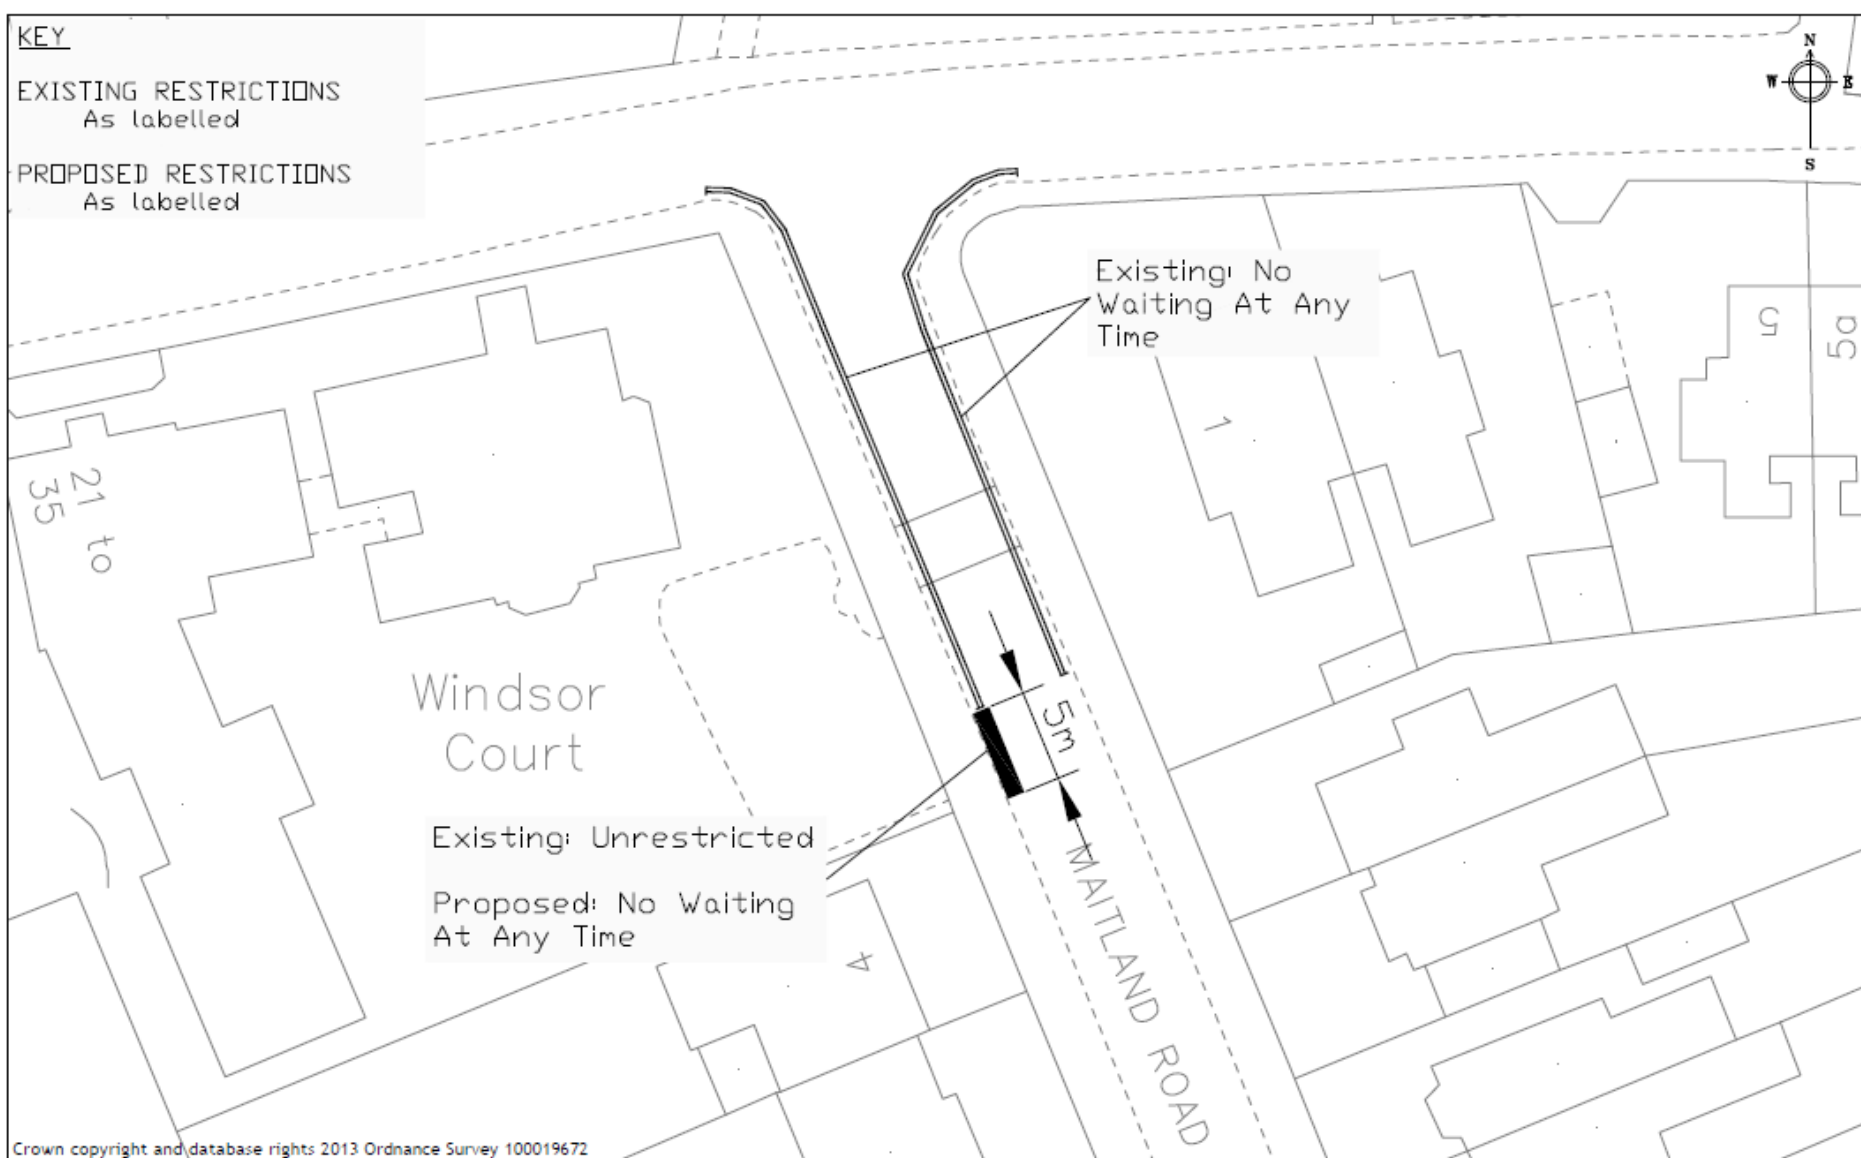 KEY
EXISTING RESTRICTIONS
As labelled
PROPOSED RESTRICTIONS
As labelled
N
W E
S
Existing: No
Waiting At Any
Time
5
5a
1
21 to
35
Windsor
Court
5m
Existing: Unrestricted
Proposed: No Waiting
At Any Time
4
MAITLAND ROAD
Crown copyright and database rights 2013 Ordnance Survey 100019672